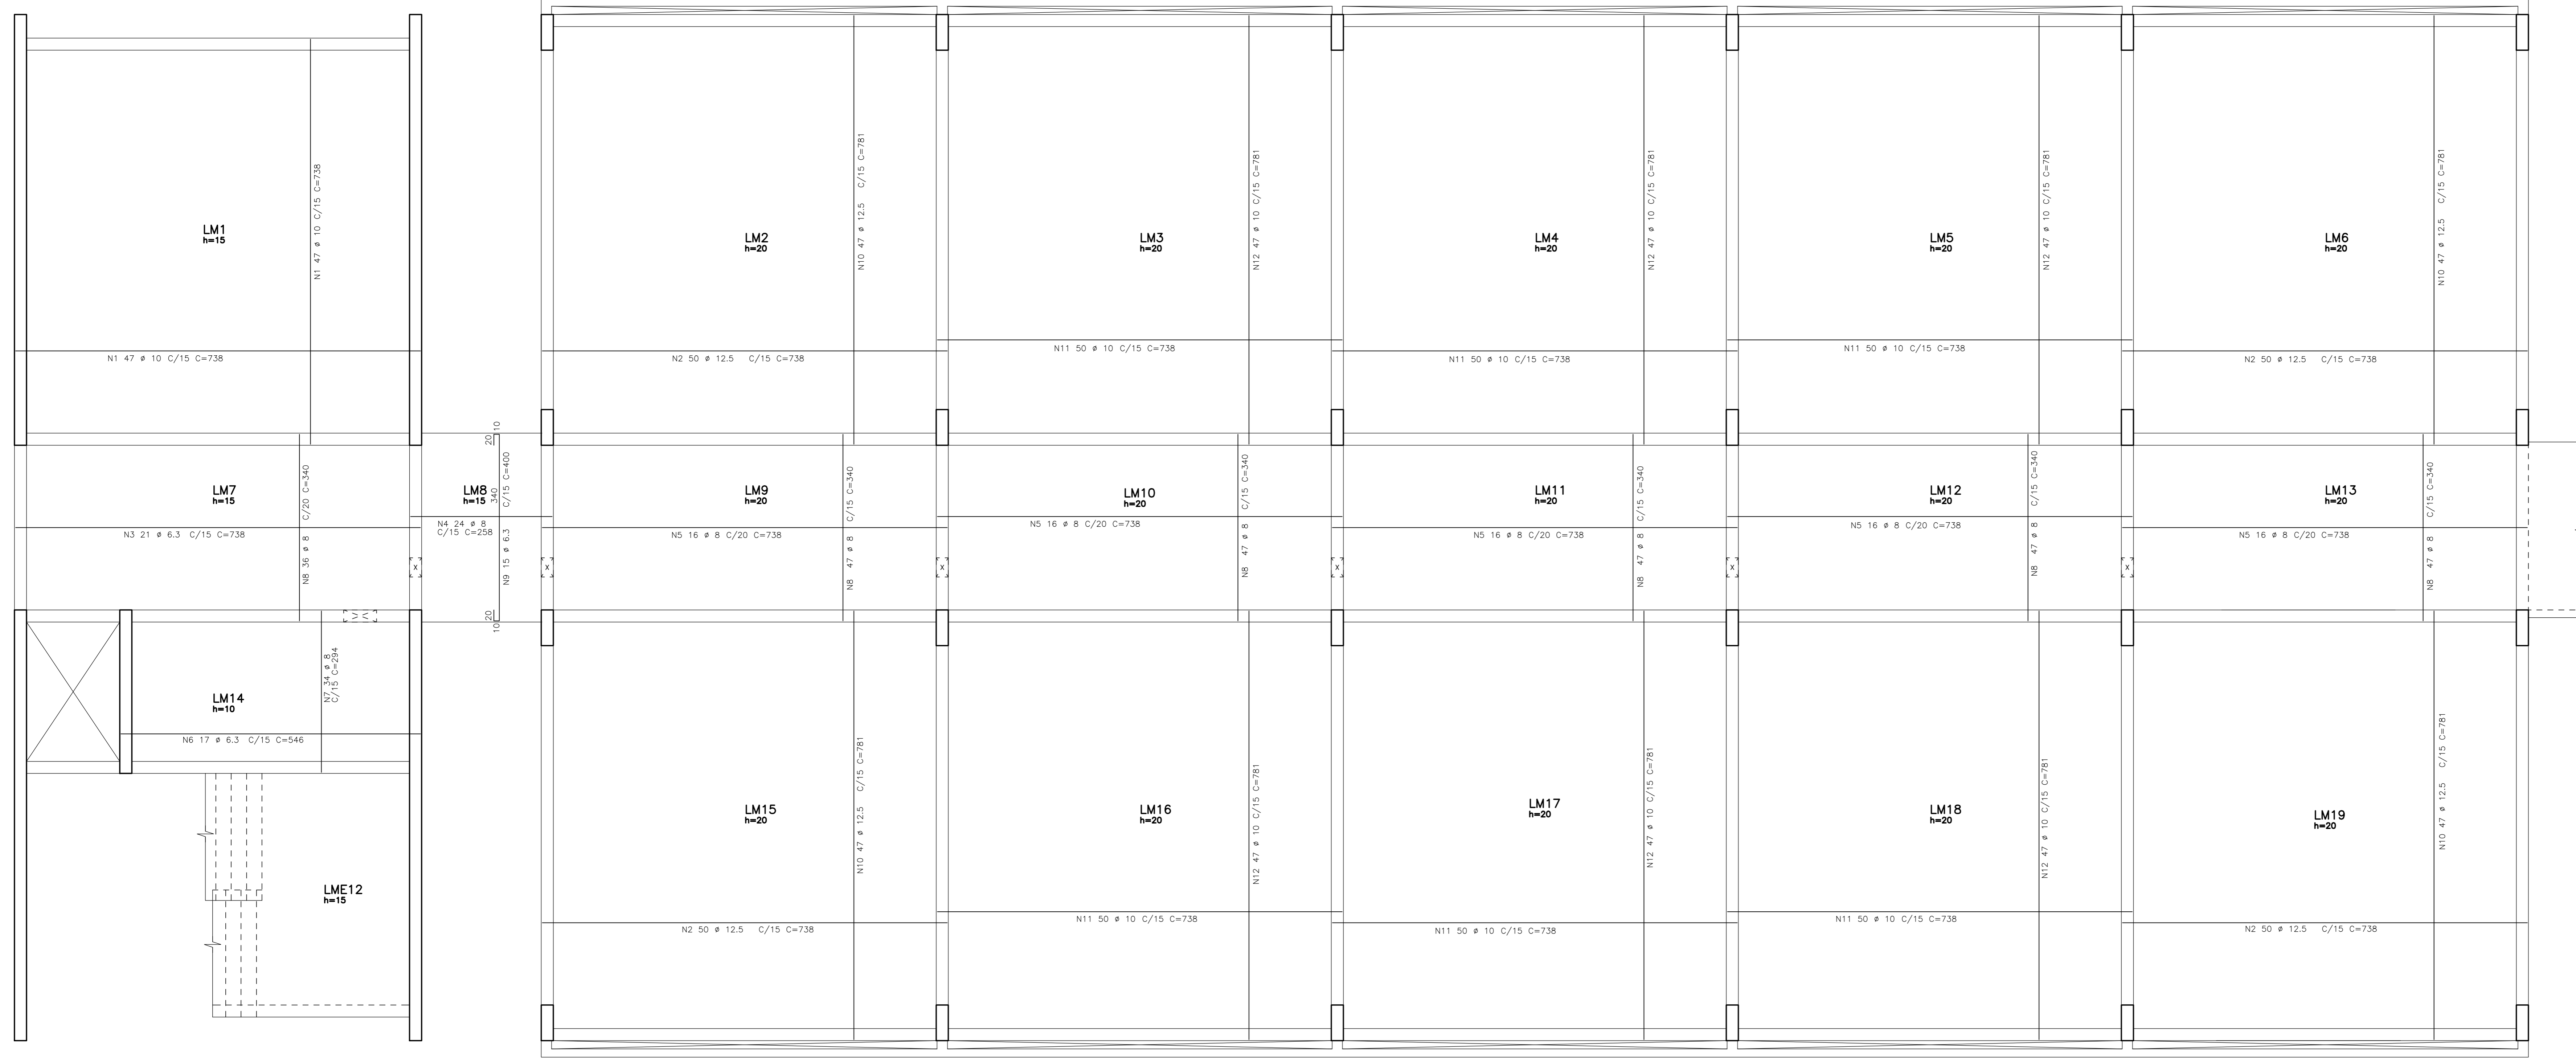 LM1
h=15
N1 47 ø 10 C/15 C=738
N1 47 ø 10 C/15 C=738
LM2
h=20
N10 47 ø 12.5 C/15 C=781
N2 50 ø 12.5 C/15 C=738
LM3
h=20
N12 47 ø 10 C/15 C=781
N11 50 ø 10 C/15 C=738
LM4
h=20
N12 47 ø 10 C/15 C=781
N11 50 ø 10 C/15 C=738
LM5
h=20
N12 47 ø 10 C/15 C=781
N11 50 ø 10 C/15 C=738
LM6
h=20
N10 47 ø 12.5 C/15 C=781
N2 50 ø 12.5 C/15 C=738
LM7
h=15
N8 36 ø 8 C/20 C=340
N3 21 ø 6.3 C/15 C=738
LM8
h=15
10
20
340
N9 15 ø 6.3 C/15 C=400
20
10
N4 24 ø 8
C/15 C=258
X
LM9
h=20
N8 47 ø 8 C/15 C=340
N5 16 ø 8 C/20 C=738
X
LM10
h=20
N8 47 ø 8 C/15 C=340
N5 16 ø 8 C/20 C=738
X
LM11
h=20
N8 47 ø 8 C/15 C=340
N5 16 ø 8 C/20 C=738
X
LM12
h=20
N8 47 ø 8 C/15 C=340
N5 16 ø 8 C/20 C=738
X
LM13
h=20
N8 47 ø 8 C/15 C=340
N5 16 ø 8 C/20 C=738
X
LM14
h=10
N7 34 ø 8
C/15 C=294
N6 17 ø 6.3 C/15 C=546
LME12
h=15
LM15
h=20
N10 47 ø 12.5 C/15 C=781
N2 50 ø 12.5 C/15 C=738
LM16
h=20
N12 47 ø 10 C/15 C=781
N11 50 ø 10 C/15 C=738
LM17
h=20
N12 47 ø 10 C/15 C=781
N11 50 ø 10 C/15 C=738
LM18
h=20
N12 47 ø 10 C/15 C=781
N11 50 ø 10 C/15 C=738
LM19
h=20
N10 47 ø 12.5 C/15 C=781
N2 50 ø 12.5 C/15 C=738